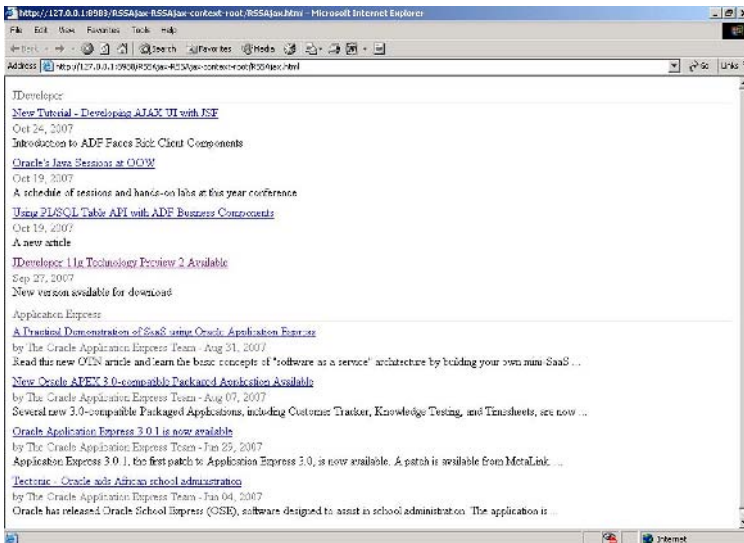 http://127.0.0.1:8988/RSSAjax-RSSAjax-context-root/RSSAjax.html - Microsoft Internet Explorer
File Edit View Favorites Tools Help
Back Search Favorites Media
Address http://127.0.0.1:8988/RSSAjax-RSSAjax-context-root/RSSAjax.html Go Links
JDeveloper
New Tutorial - Developing AJAX UI with JSF
Oct 24, 2007
Introduction to ADF Faces Rich Client Components
Oracle's Java Sessions at OOW
Oct 19, 2007
A schedule of sessions and hands-on labs at this year conference
Using PL/SQL Table API with ADF Business Components
Oct 19, 2007
A new article
JDeveloper 11g Technology Preview 2 Available
Sep 27, 2007
New version available for download
Application Express
A Practical Demonstration of SaaS using Oracle Application Express
by The Oracle Application Express Team - Aug 31, 2007
Read this new OTN article and learn the basic concepts of "software as a service" architecture by building your own mini-SaaS ...
New Oracle APEX 3.0-compatible Packaged Application Available
by The Oracle Application Express Team - Aug 07, 2007
Several new 3.0-compatible Packaged Applications, including Customer Tracker, Knowledge Testing, and Timesheets, are now ...
Oracle Application Express 3.0.1 is now available
by The Oracle Application Express Team - Jun 25, 2007
Application Express 3.0.1, the first patch to Application Express 3.0, is now available. A patch is available from MetaLink, ...
Tectonic - Oracle aids African school administration
by The Oracle Application Express Team - Jun 04, 2007
Oracle has released Oracle School Express (OSE), software designed to assist in school administration. The application is ...
Internet